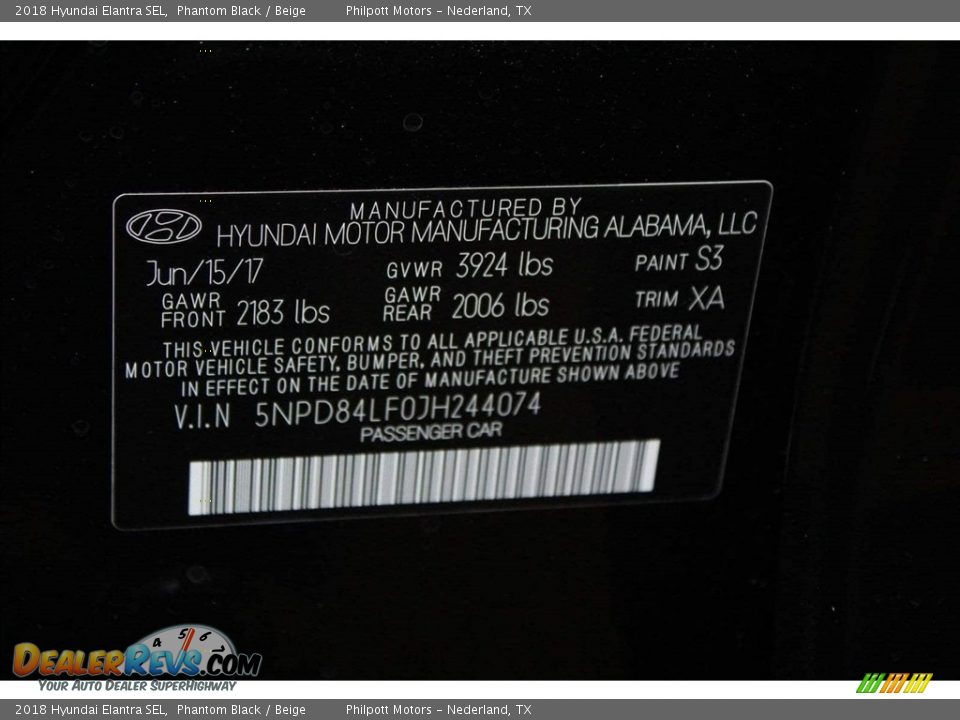 2018 Hyundai Elantra SEL, Phantom Black / Beige Philpott Motors - Nederland, TX
MANUFACTURED BY
HYUNDAI MOTOR MANUFACTURING ALABAMA, LLC
Jun/15/17 GVWR 3924 lbs PAINT S3
GAWR FRONT 2183 lbs GAWR REAR 2006 lbs TRIM XA
THIS VEHICLE CONFORMS TO ALL APPLICABLE U.S.A. FEDERAL
MOTOR VEHICLE SAFETY, BUMPER, AND THEFT PREVENTION STANDARDS
IN EFFECT ON THE DATE OF MANUFACTURE SHOWN ABOVE
V.I.N 5NPD84LF0JH244074
PASSENGER CAR
4 5 6
DEALERREVS.COM
YOUR AUTO DEALER SUPERHIGHWAY
2018 Hyundai Elantra SEL, Phantom Black / Beige Philpott Motors - Nederland, TX